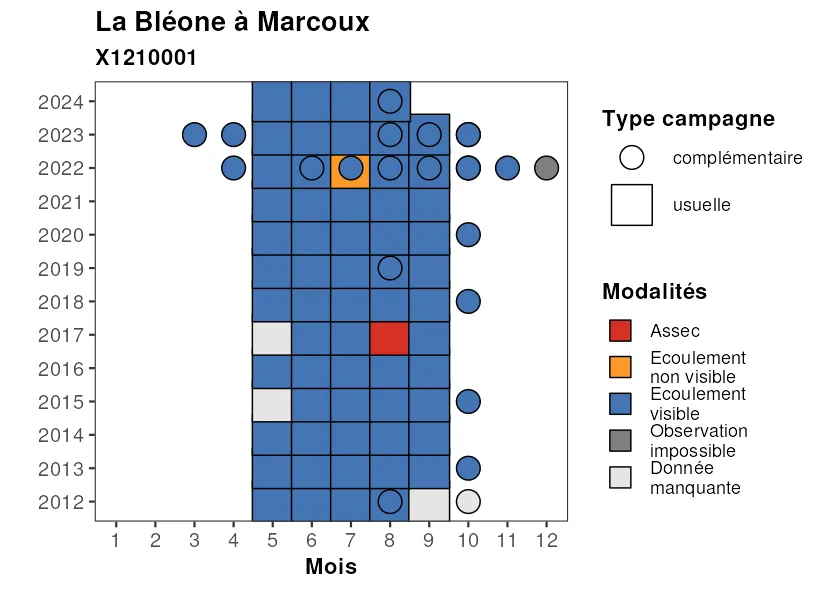 La Bléone à Marcoux
X1210001
2024
2023
2022
2021
2020
2019
2018
2017
2016
2015
2014
2013
2012
1 2 3 4 5 6 7 8 9 10 11 12
Mois
Type campagne
complémentaire
usuelle
Modalités
Assec
Ecoulement
non visible
Ecoulement
visible
Observation
impossible
Donnée
manquante